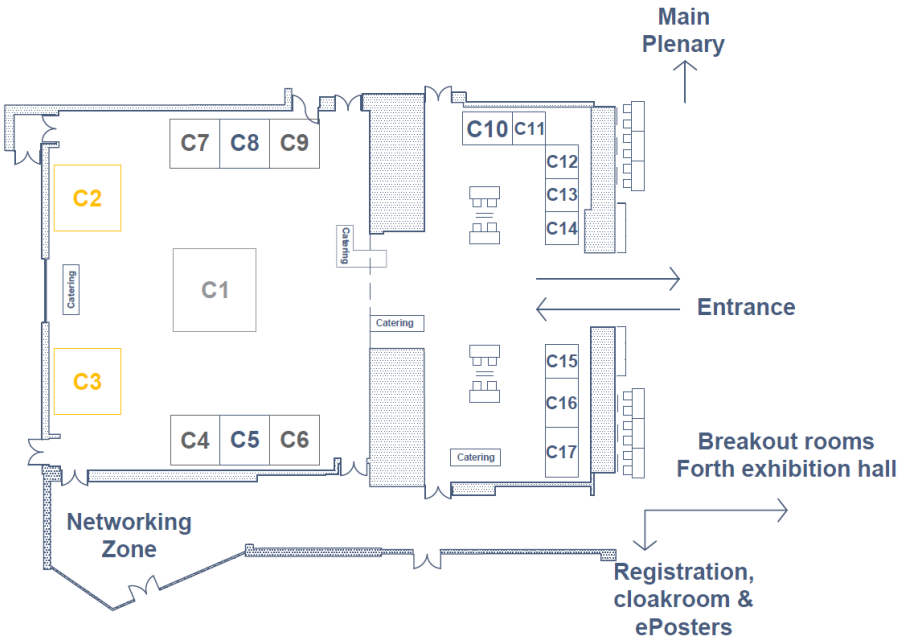 Main
Plenary
C7 C8 C9
C10 C11
C12
C2
C13
C14
Catering
Catering
C1
Entrance
Catering
C15
C3
C16
C4 C5 C6
C17
Catering
Breakout rooms
Forth exhibition hall
Networking
Zone
Registration,
cloakroom &
ePosters